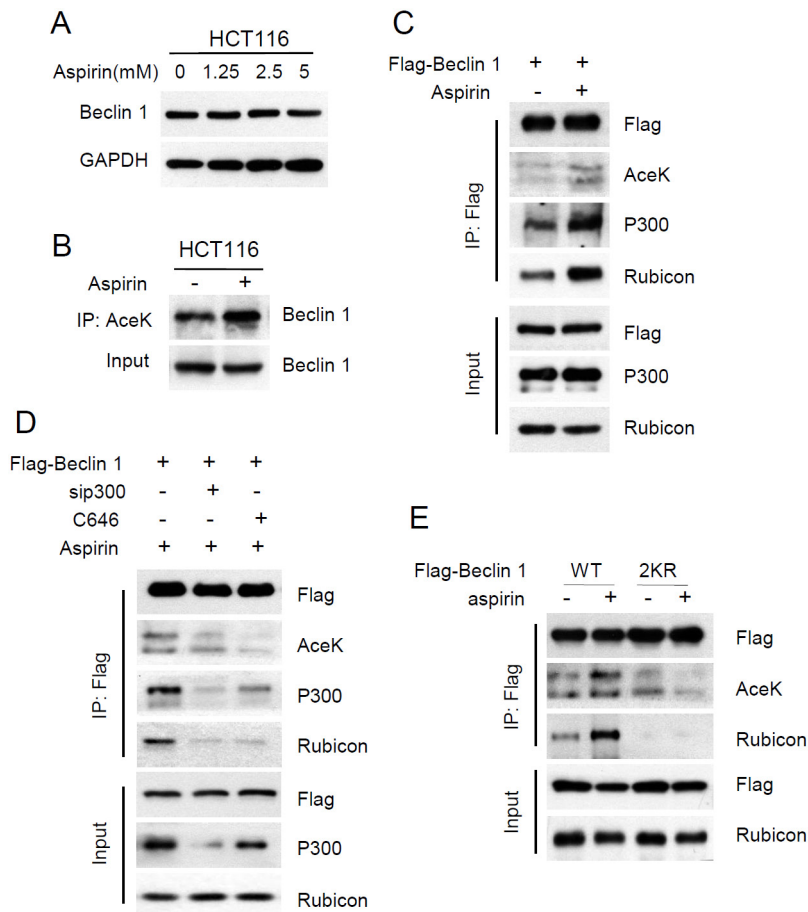 A
HCT116
Aspirin(mM) 0 1.25 2.5 5
Beclin 1
GAPDH
B
HCT116
Aspirin - +
IP: AceK Beclin 1
Input Beclin 1
C
Flag-Beclin 1 + +
Aspirin - +
IP: Flag
Flag
AceK
P300
Rubicon
Input
Flag
P300
Rubicon
D
Flag-Beclin 1 + + +
sip300 - + -
C646 - - +
Aspirin + + +
IP: Flag
Flag
AceK
P300
Rubicon
Input
Flag
P300
Rubicon
E
Flag-Beclin 1 WT 2KR
aspirin - + - +
IP: Flag
Flag
AceK
Rubicon
Input
Flag
Rubicon